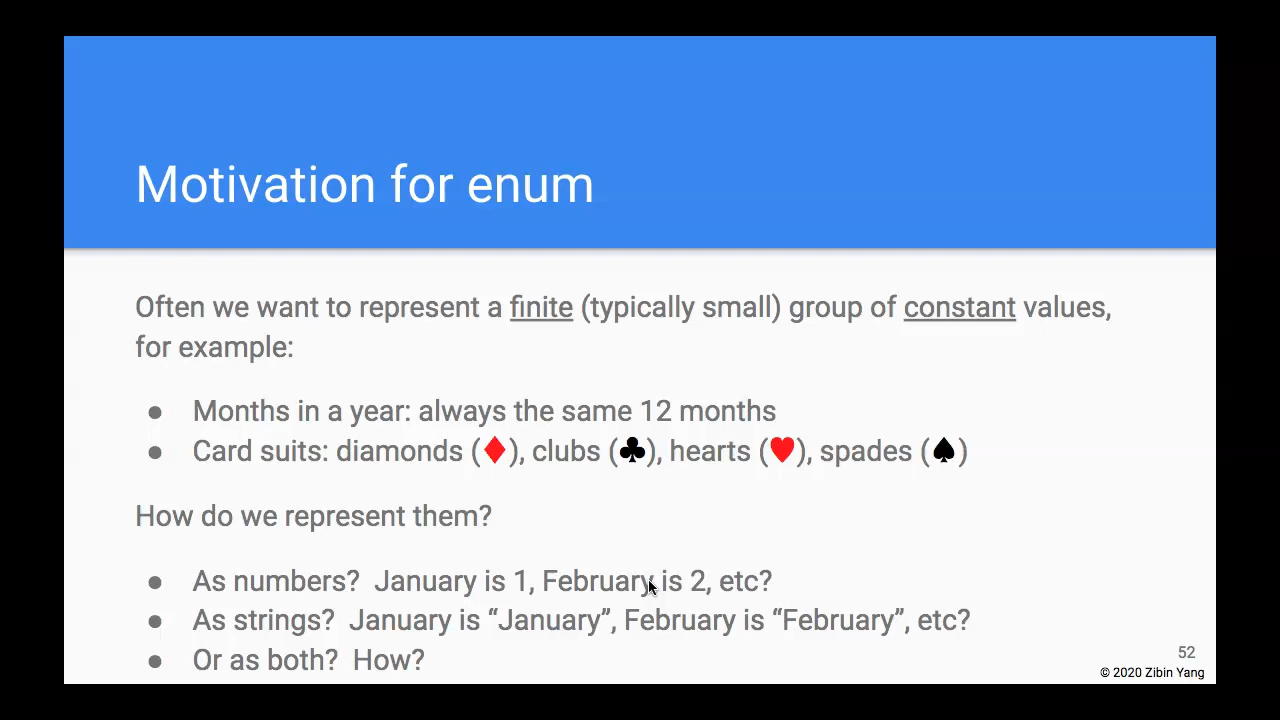 Motivation for enum
Often we want to represent a finite (typically small) group of constant values,
for example:
● Months in a year: always the same 12 months
● Card suits: diamonds (♦), clubs (♣), hearts (♥), spades (♠)
How do we represent them?
● As numbers?  January is 1, February is 2, etc?
● As strings?  January is “January”, February is “February”, etc?
● Or as both?  How?
52
© 2020 Zibin Yang